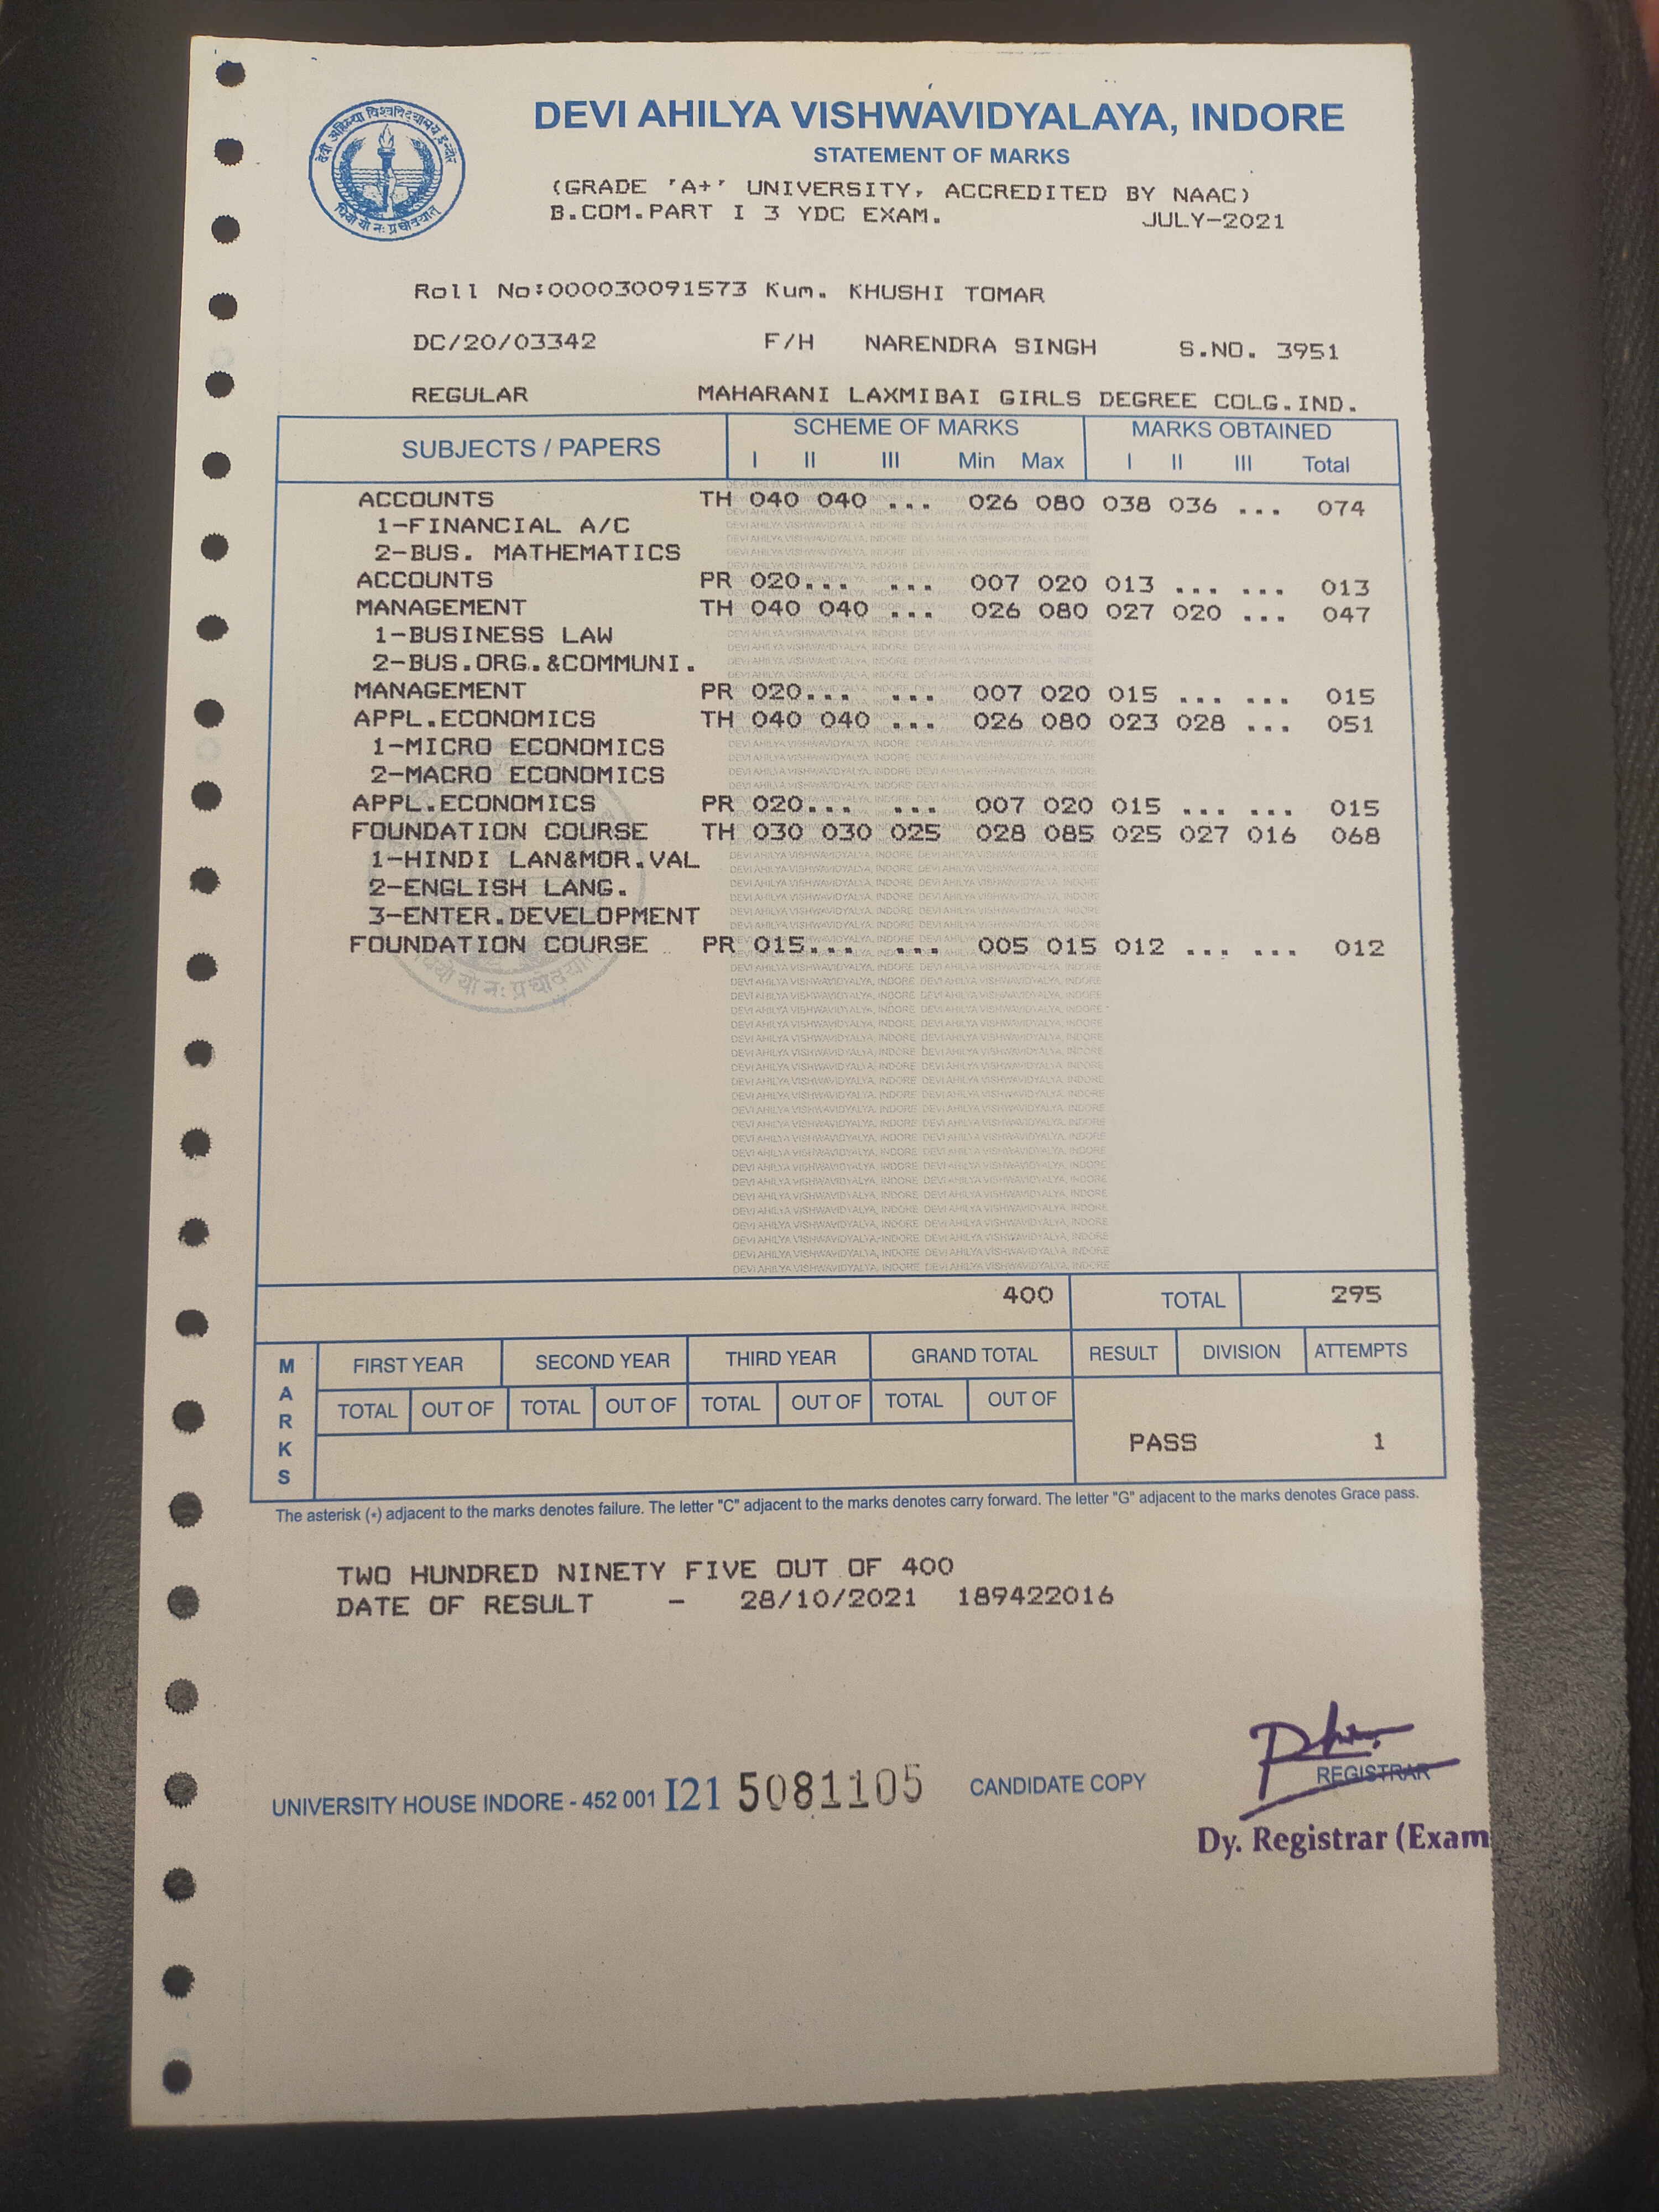 देवी अहिल्या विश्वविद्यालय इन्दौर
धियो यो नः प्रचोदयात्
DEVI AHILYA VISHWAVIDYALAYA, INDORE
STATEMENT OF MARKS
(GRADE 'A+' UNIVERSITY, ACCREDITED BY NAAC)
B.COM.PART I 3 YDC EXAM. JULY-2021
Roll No:000030091573 Kum. KHUSHI TOMAR
DC/20/03342 F/H NARENDRA SINGH S.NO. 3951
REGULAR MAHARANI LAXMIBAI GIRLS DEGREE COLG.IND.
SUBJECTS / PAPERS SCHEME OF MARKS MARKS OBTAINED
I II III Min Max I II III Total
ACCOUNTS TH 040 040 ... 026 080 038 036 ... 074
1-FINANCIAL A/C
2-BUS. MATHEMATICS
ACCOUNTS PR 020... ... 007 020 013 ... ... 013
MANAGEMENT TH 040 040 ... 026 080 027 020 ... 047
1-BUSINESS LAW
2-BUS.ORG.&COMMUNI.
MANAGEMENT PR 020... ... 007 020 015 ... ... 015
APPL.ECONOMICS TH 040 040 ... 026 080 023 028 ... 051
1-MICRO ECONOMICS
2-MACRO ECONOMICS
APPL.ECONOMICS PR 020... ... 007 020 015 ... ... 015
FOUNDATION COURSE TH 030 030 025 028 085 025 027 016 068
1-HINDI LAN&MOR.VAL
2-ENGLISH LANG.
3-ENTER.DEVELOPMENT
FOUNDATION COURSE PR 015... ... 005 015 012 ... ... 012
धियो यो नः प्रचोदयात्
400 TOTAL 295
MARKS FIRST YEAR SECOND YEAR THIRD YEAR GRAND TOTAL RESULT DIVISION ATTEMPTS
TOTAL OUT OF TOTAL OUT OF TOTAL OUT OF TOTAL OUT OF
PASS 1
The asterisk (*) adjacent to the marks denotes failure. The letter "C" adjacent to the marks denotes carry forward. The letter "G" adjacent to the marks denotes Grace pass.
TWO HUNDRED NINETY FIVE OUT OF 400
DATE OF RESULT - 28/10/2021 189422016
UNIVERSITY HOUSE INDORE - 452 001 I21 5081105 CANDIDATE COPY REGISTRAR
Dy. Registrar (Exam